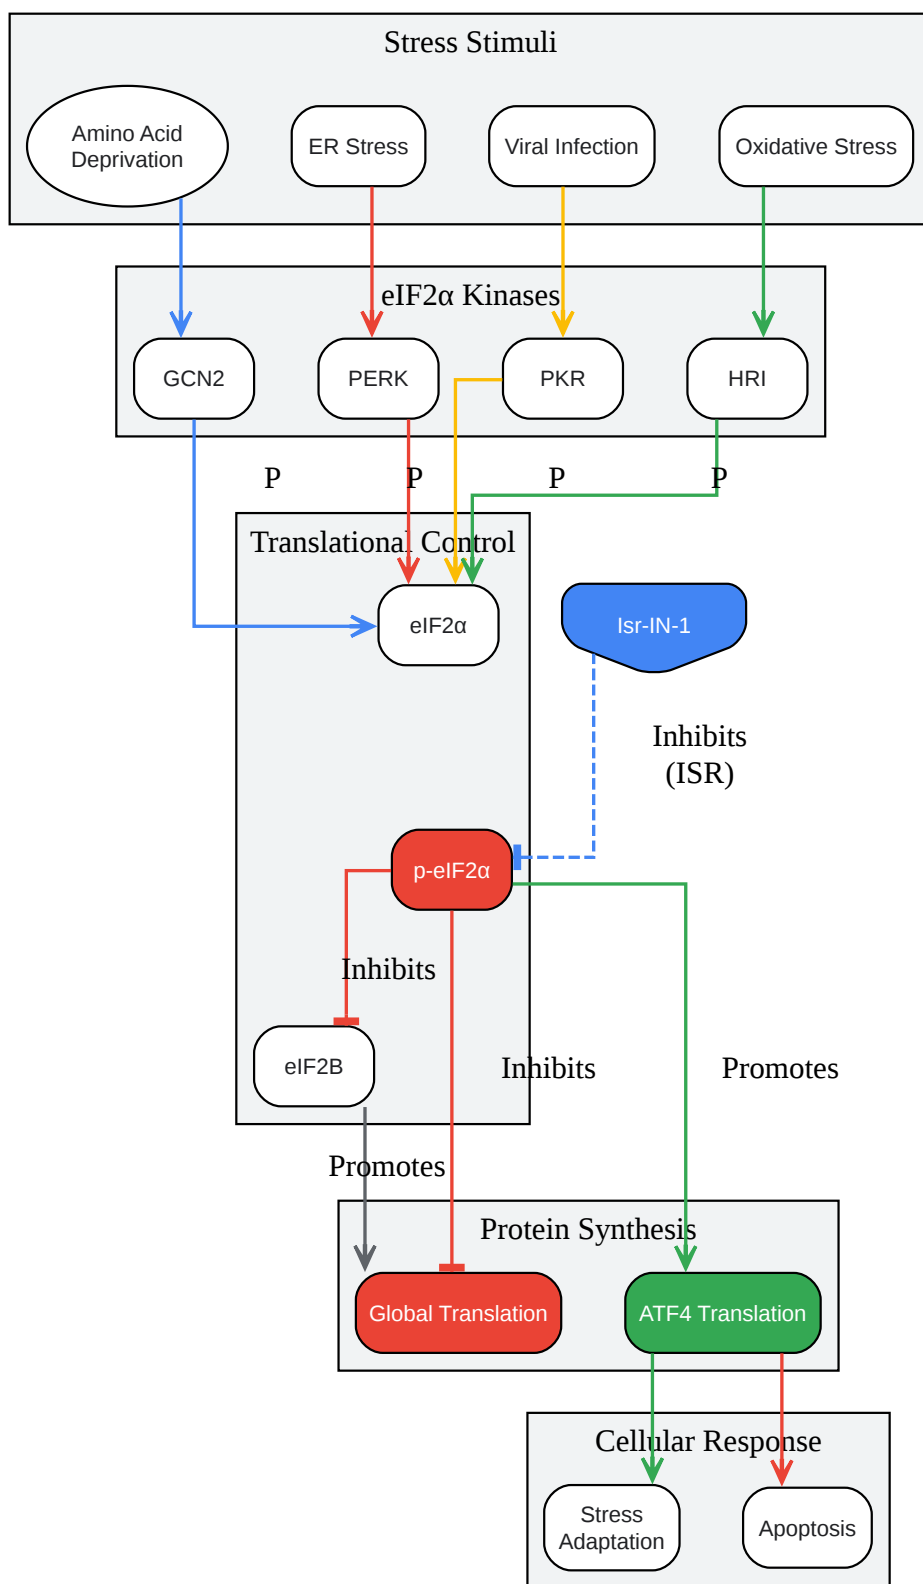 Stress Stimuli
Amino Acid
Deprivation
ER Stress
Viral Infection
Oxidative Stress
eIF2α Kinases
GCN2
PERK
PKR
HRI
P
P
P
P
Translational Control
eIF2α
Isr-IN-1
Inhibits
(ISR)
p-eIF2α
Inhibits
eIF2B
Inhibits
Promotes
Promotes
Protein Synthesis
Global Translation
ATF4 Translation
Cellular Response
Stress
Adaptation
Apoptosis